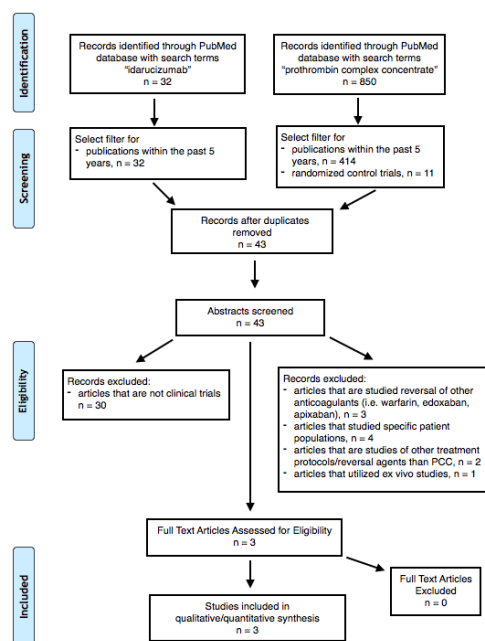 Identification
Records identified through PubMed
database with search terms
"idarucizumab"
n = 32
Records identified through PubMed
database with search terms
"prothrombin complex concentrate"
n = 850
Screening
Select filter for
- publications within the past 5
years, n = 32
Select filter for
- publications within the past 5
years, n = 414
- randomized control trials, n = 11
Records after duplicates
removed
n = 43
Abstracts screened
n = 43
Eligibility
Records excluded:
- articles that are not clinical trials
n = 30
Records excluded:
- articles that are studied reversal of other
anticoagulants (i.e. warfarin, edoxaban,
apixaban), n = 3
- articles that studied specific patient
populations, n = 4
- articles that are studies of other treatment
protocols/reversal agents than PCC, n = 2
- articles that utilized ex vivo studies, n = 1
Full Text Articles Assessed for Eligibility
n = 3
Included
Full Text Articles
Excluded
n = 0
Studies included in
qualitative/quantitative synthesis
n = 3